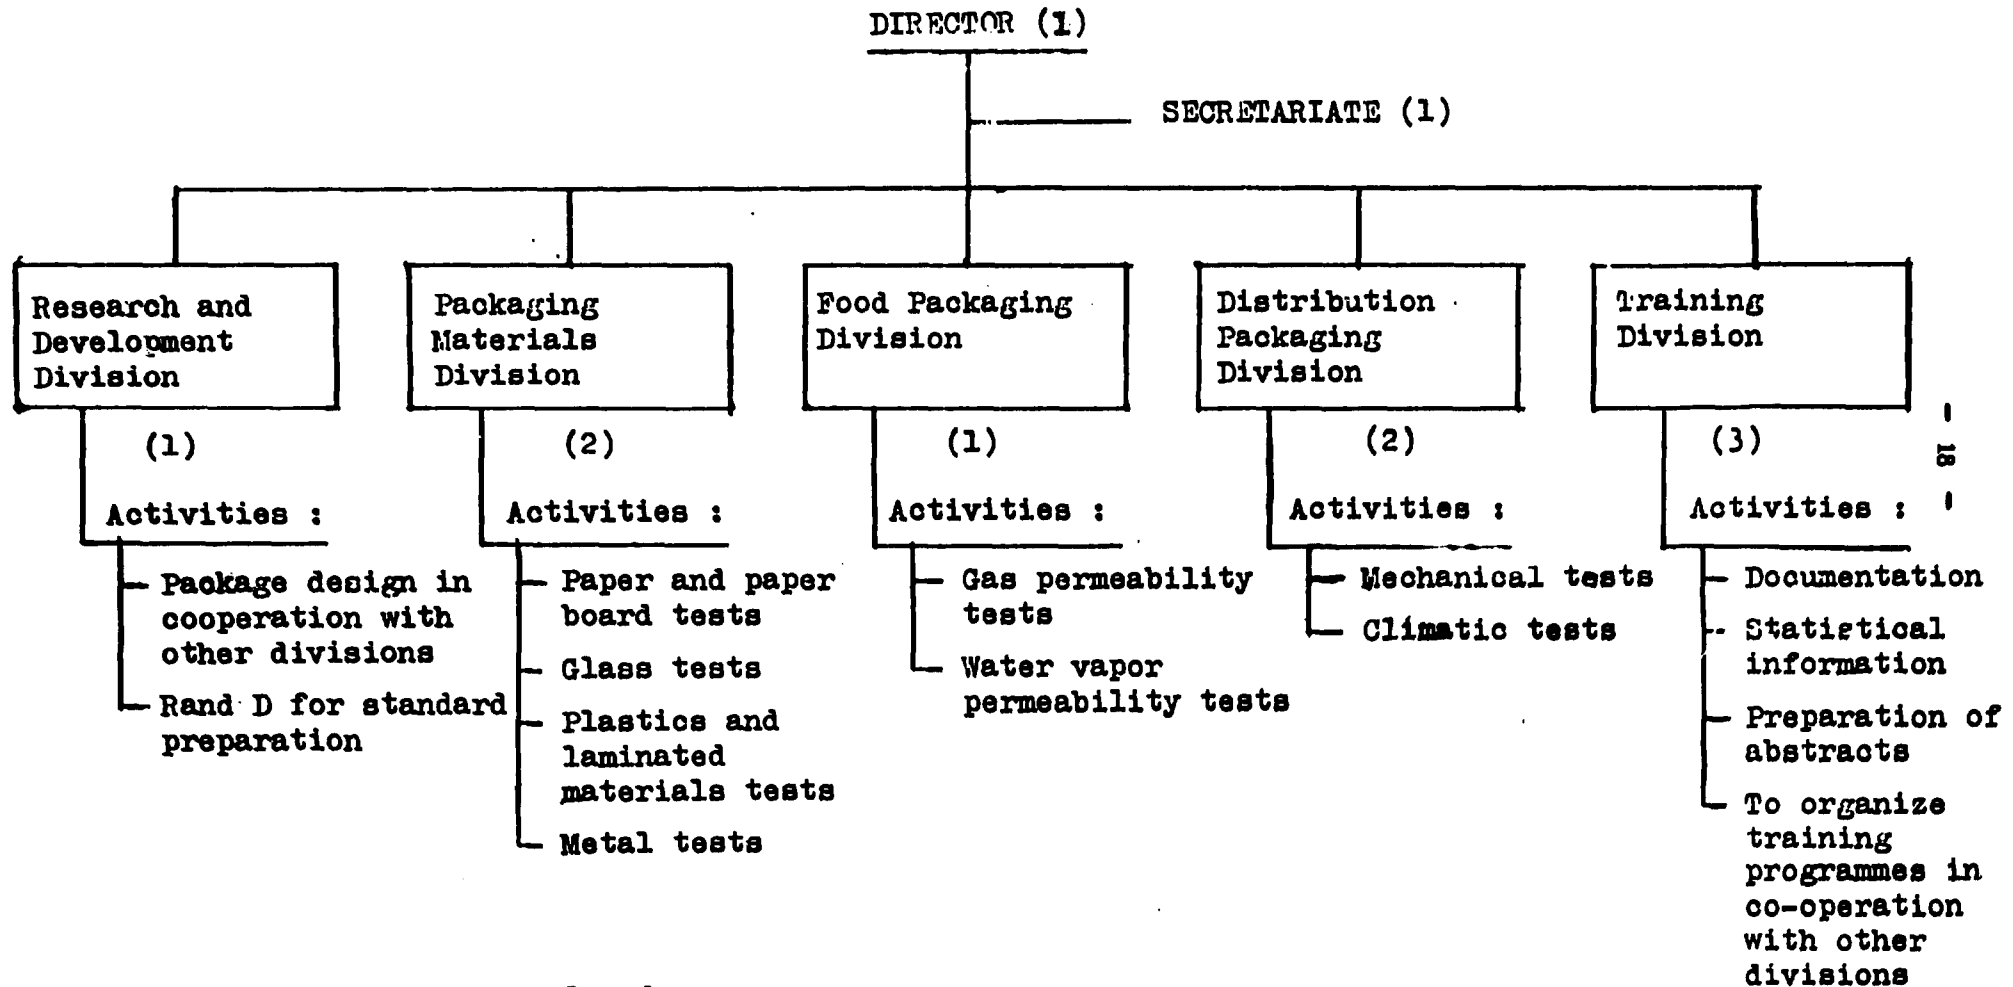 DIRECTOR (1)
SECRETARIATE (1)
Research and
Development
Division
(1)
Activities :
Package design in
cooperation with
other divisions
Rand D for standard
preparation
Packaging
Materials
Division
(2)
Activities :
Paper and paper
board tests
Glass tests
Plastics and
laminated
materials tests
Metal tests
Food Packaging
Division
(1)
Activities :
Gas permeability
tests
Water vapor
permeability tests
Distribution
Packaging
Division
(2)
Activities :
Mechanical tests
Climatic tests
Training
Division
(3)
Activities :
Documentation
Statistical
information
Preparation of
abstracts
To organize
training
programmes in
co-operation
with other
divisions
- 18 -